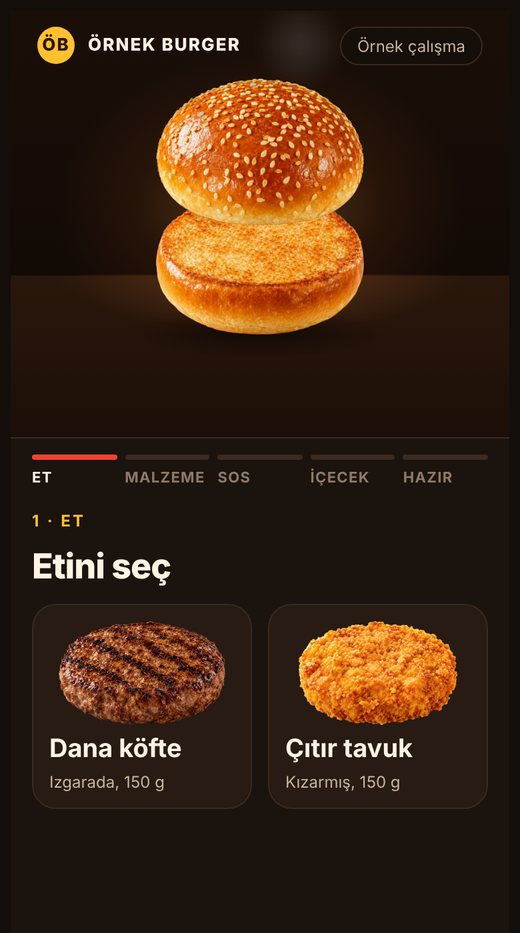 ÖB ÖRNEK BURGER
Örnek çalışma
ET MALZEME SOS İÇECEK HAZIR
1 · ET
Etini seç
Dana köfte
Izgarada, 150 g
Çıtır tavuk
Kızarmış, 150 g